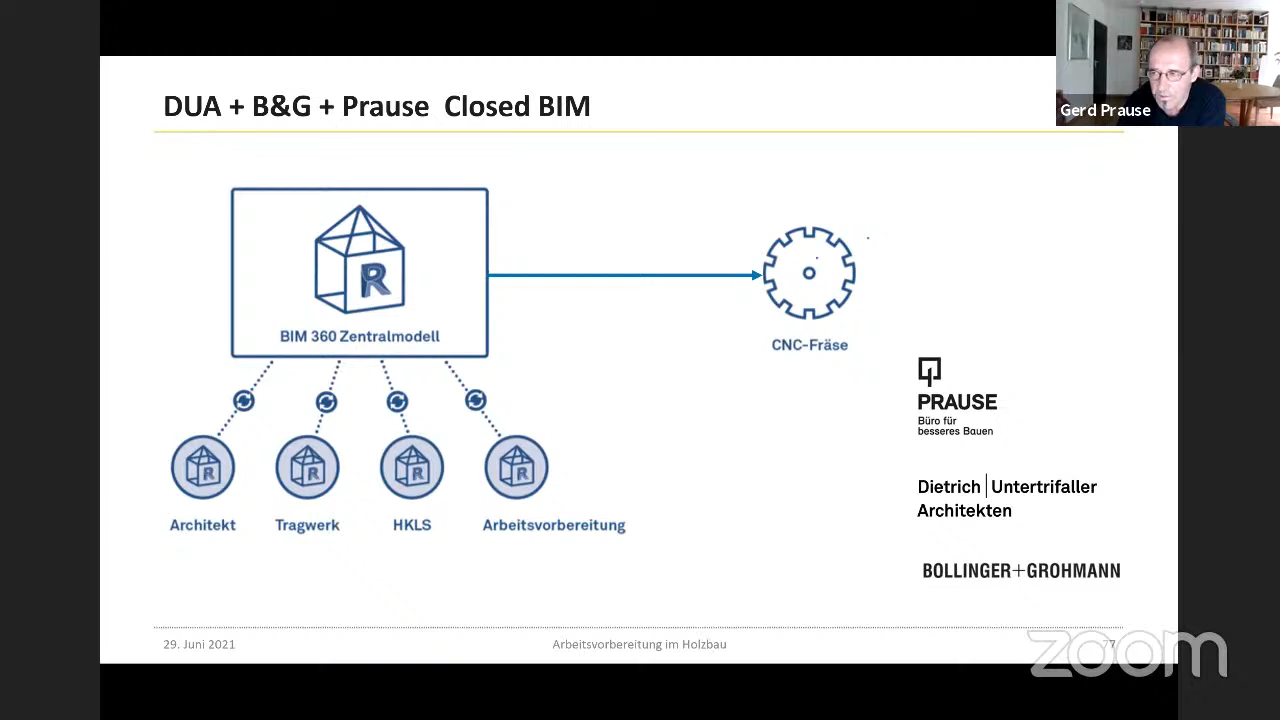 DUA + B&G + Prause Closed BIM
Gerd Prause
R
BIM 360 Zentralmodell
CNC-Fräse
R
R
R
R
Architekt
Tragwerk
HKLS
Arbeitsvorbereitung
PRAUSE
Büro für
besseres Bauen
Dietrich | Untertrifaller
Architekten
BOLLINGER+GROHMANN
29. Juni 2021
Arbeitsvorbereitung im Holzbau
77
zoom